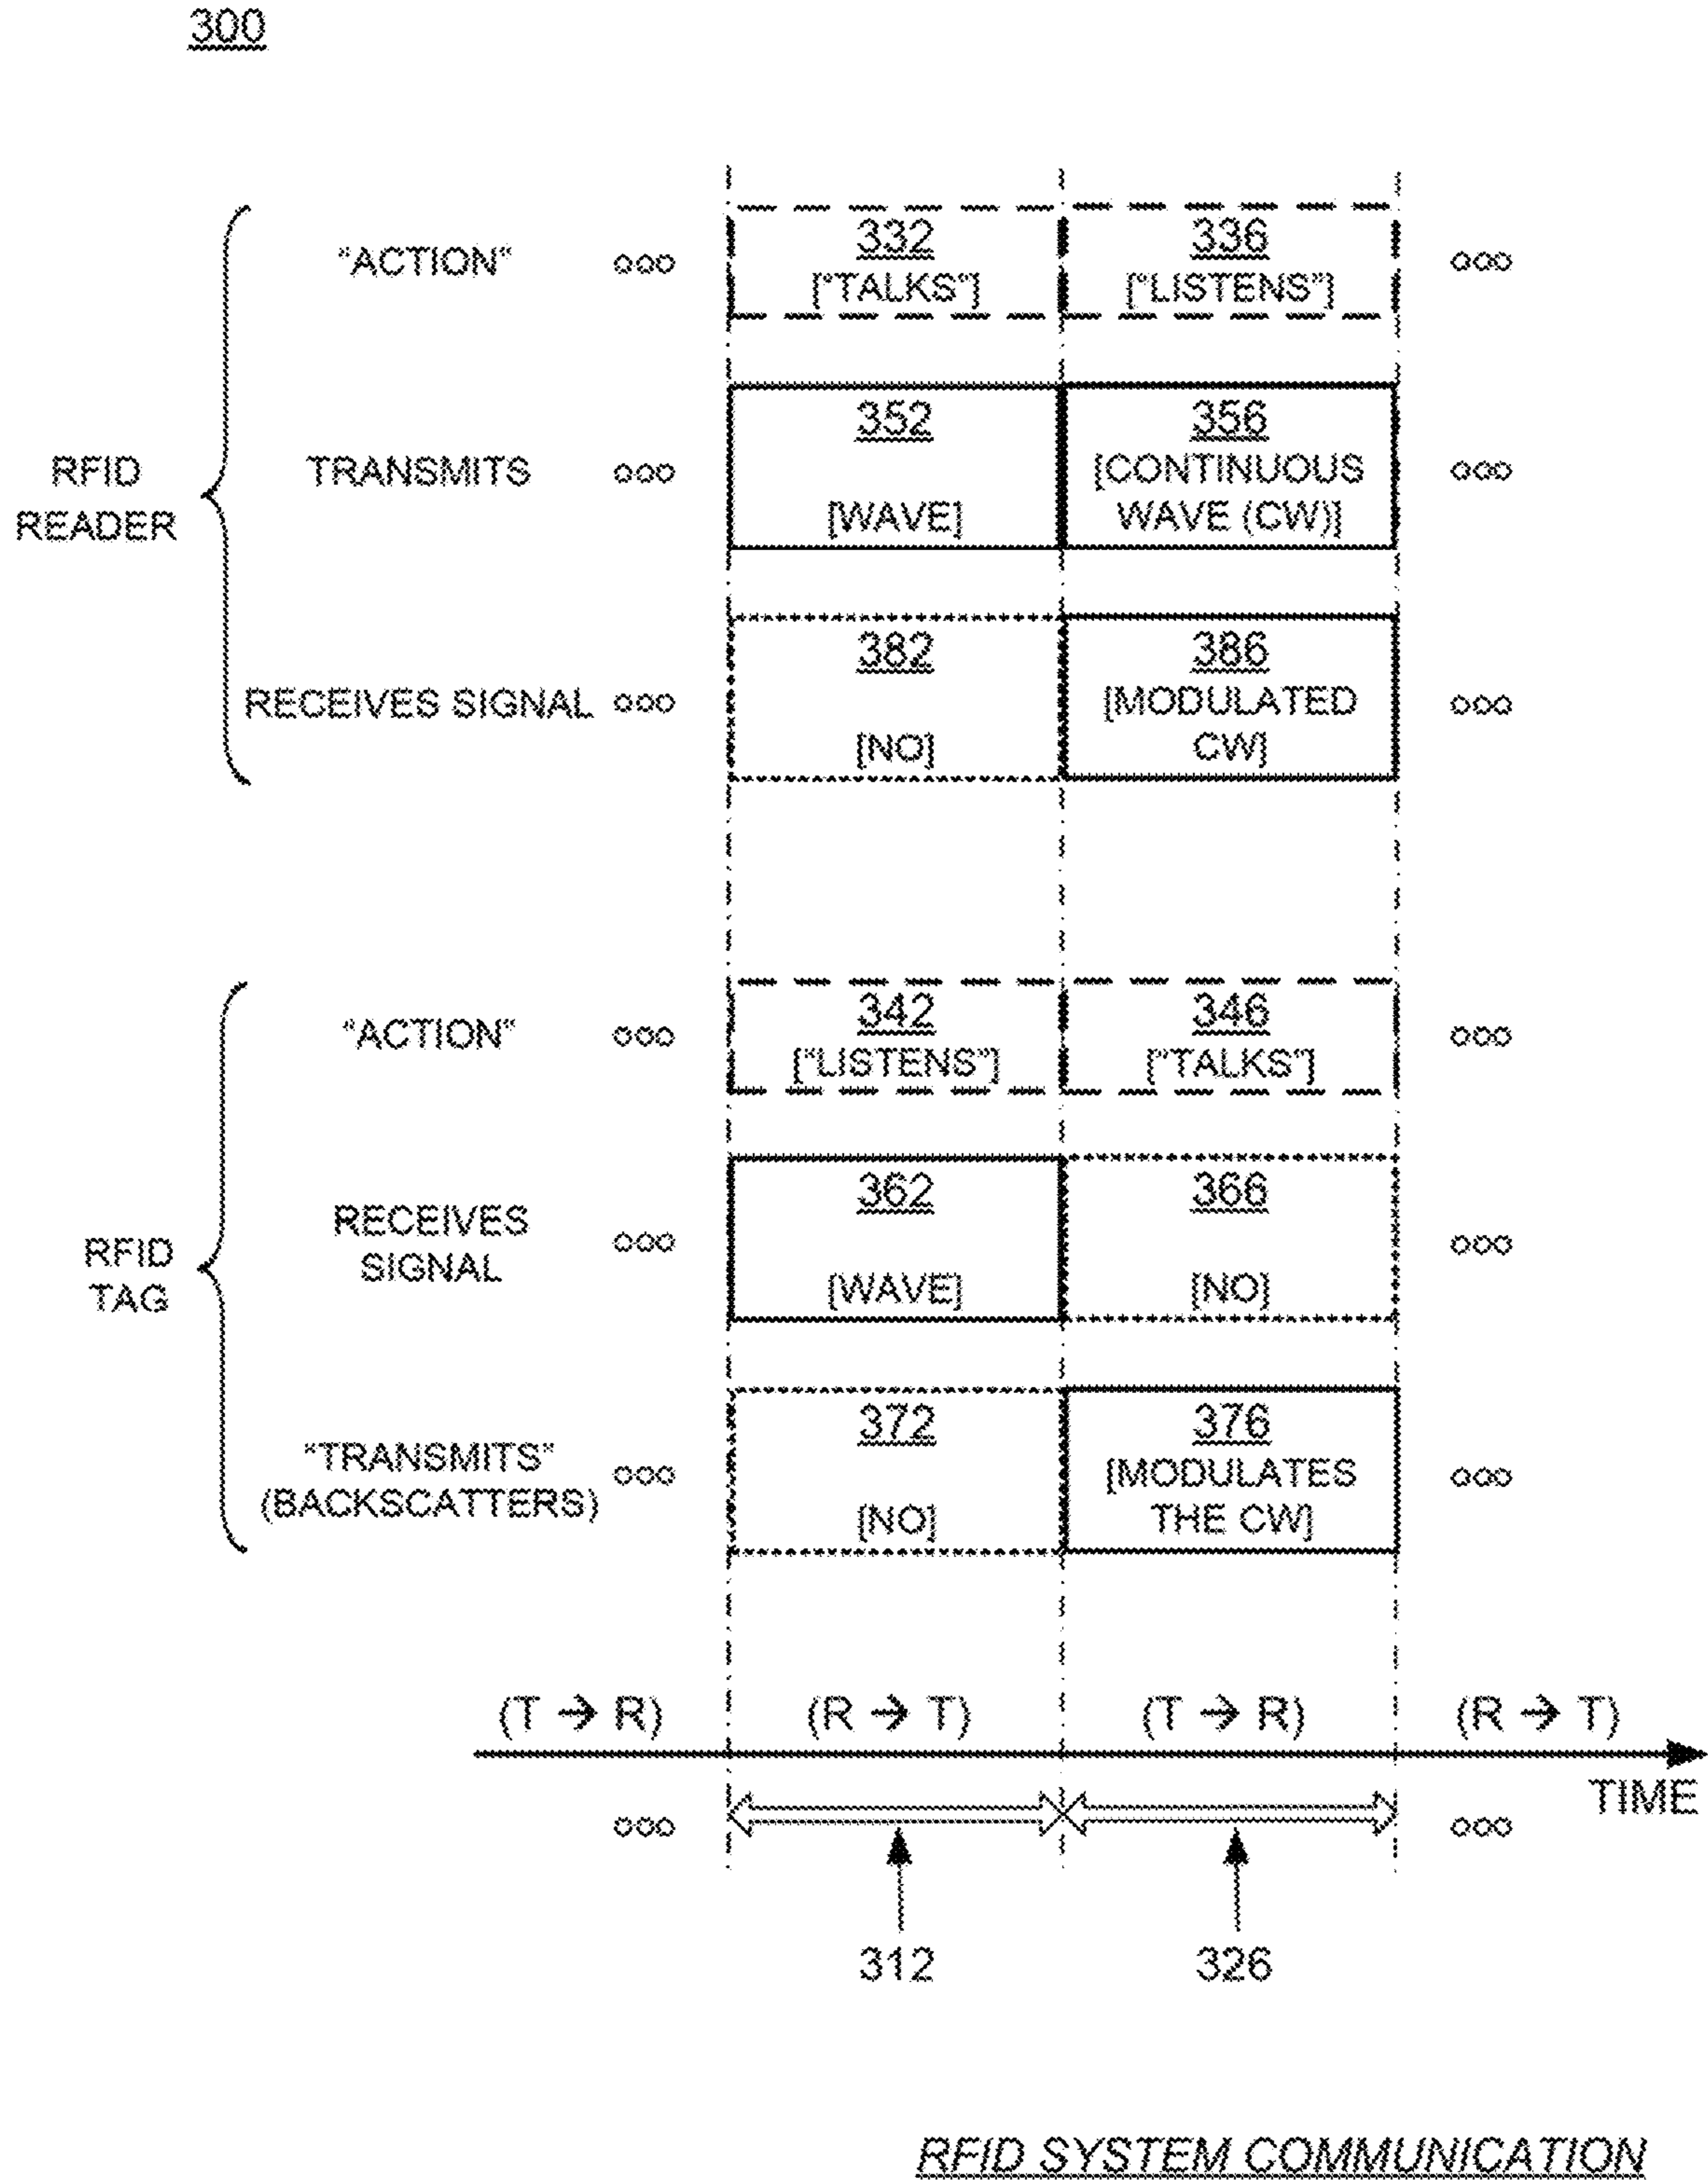 300
"ACTION"
332
["TALKS"]
336
["LISTENS"]
RFID
READER
TRANSMITS
352
[WAVE]
356
[CONTINUOUS
WAVE (CW)]
RECEIVES SIGNAL
382
[NO]
386
[MODULATED
CW]
"ACTION"
342
["LISTENS"]
346
["TALKS"]
RFID
TAG
RECEIVES
SIGNAL
362
[WAVE]
366
[NO]
"TRANSMITS"
(BACKSCATTERS)
372
[NO]
376
[MODULATES
THE CW]
(T → R) (R → T) (T → R) (R → T)
TIME
312 326
RFID SYSTEM COMMUNICATION